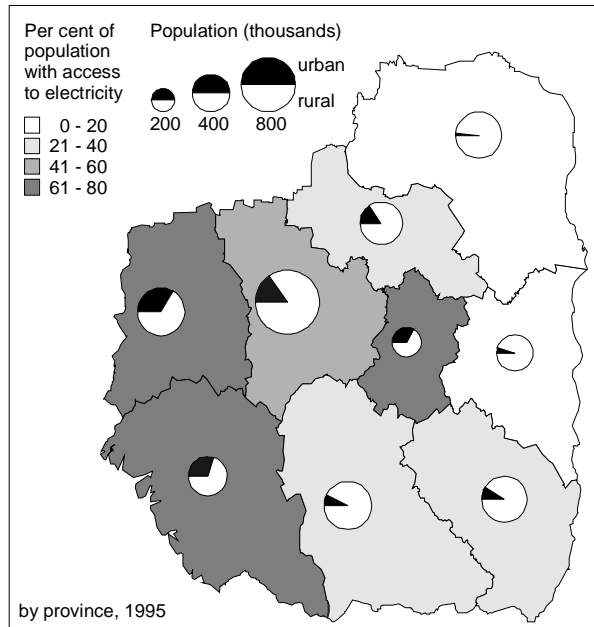 Per cent of
population
with access
to electricity
0 - 20
21 - 40
41 - 60
61 - 80
Population (thousands)
urban
rural
200 400 800
by province, 1995